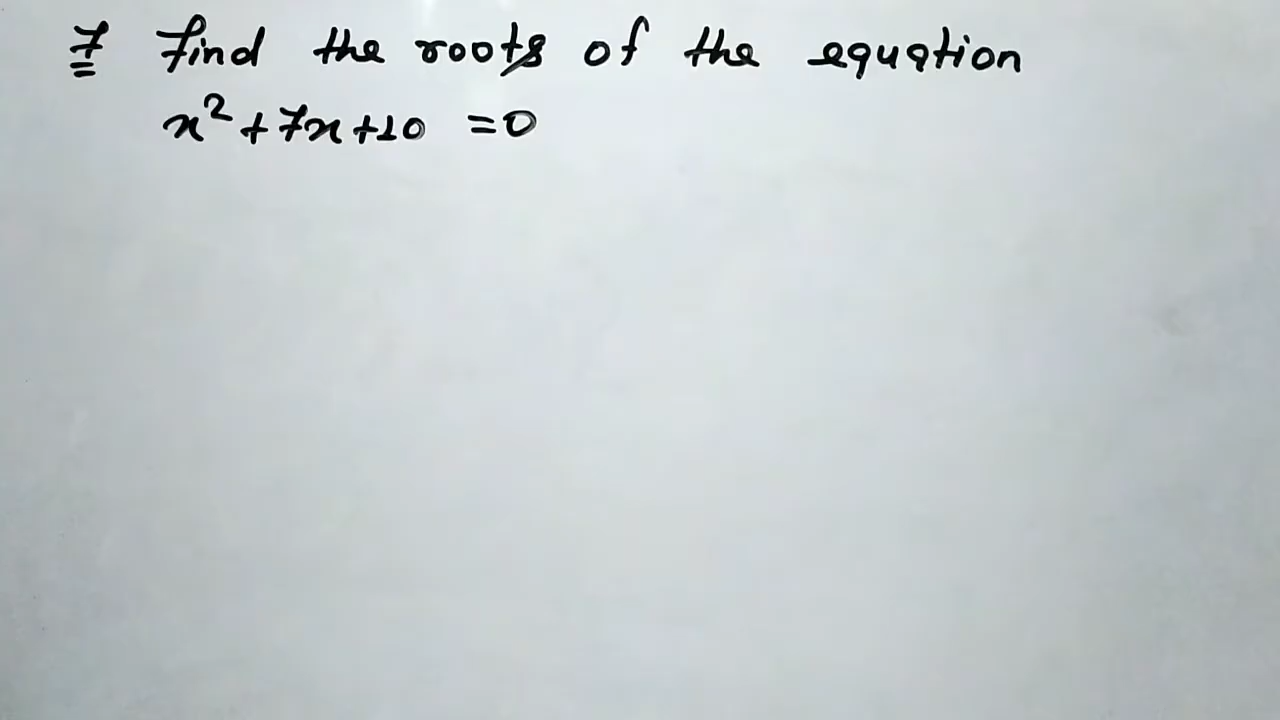 7 Find the roots of the equation
x² + 7x + 10 = 0